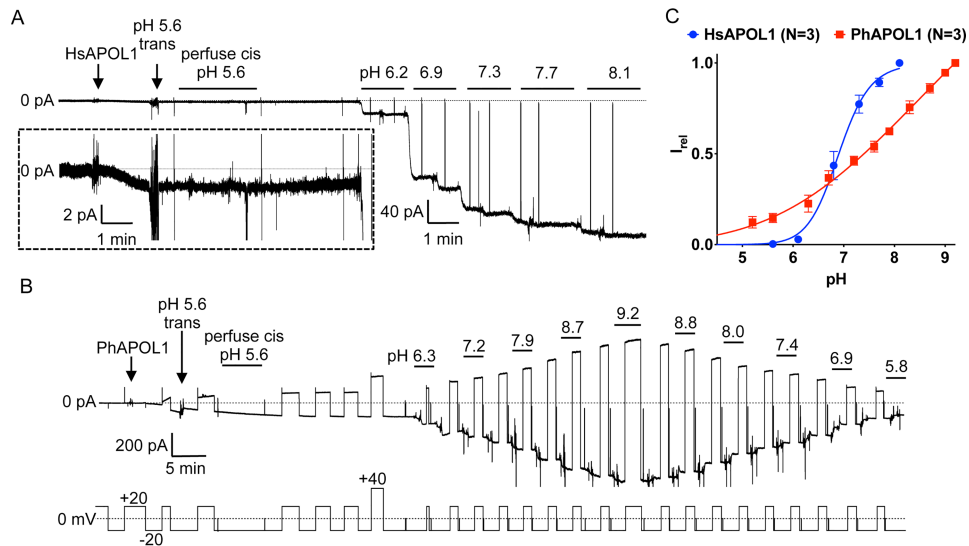 A
HsAPOL1
pH 5.6
trans
perfuse cis
pH 5.6
pH 6.2
6.9
7.3
7.7
8.1
0 pA
0 pA
2 pA
1 min
40 pA
1 min
C
HsAPOL1 (N=3)
PhAPOL1 (N=3)
1.0
0.5
0.0
Irel
5
6
7
8
9
pH
B
PhAPOL1
pH 5.6
trans
perfuse cis
pH 5.6
pH 6.3
7.2
7.9
8.7
9.2
8.8
8.0
7.4
6.9
5.8
0 pA
200 pA
5 min
+20
+40
0 mV
-20